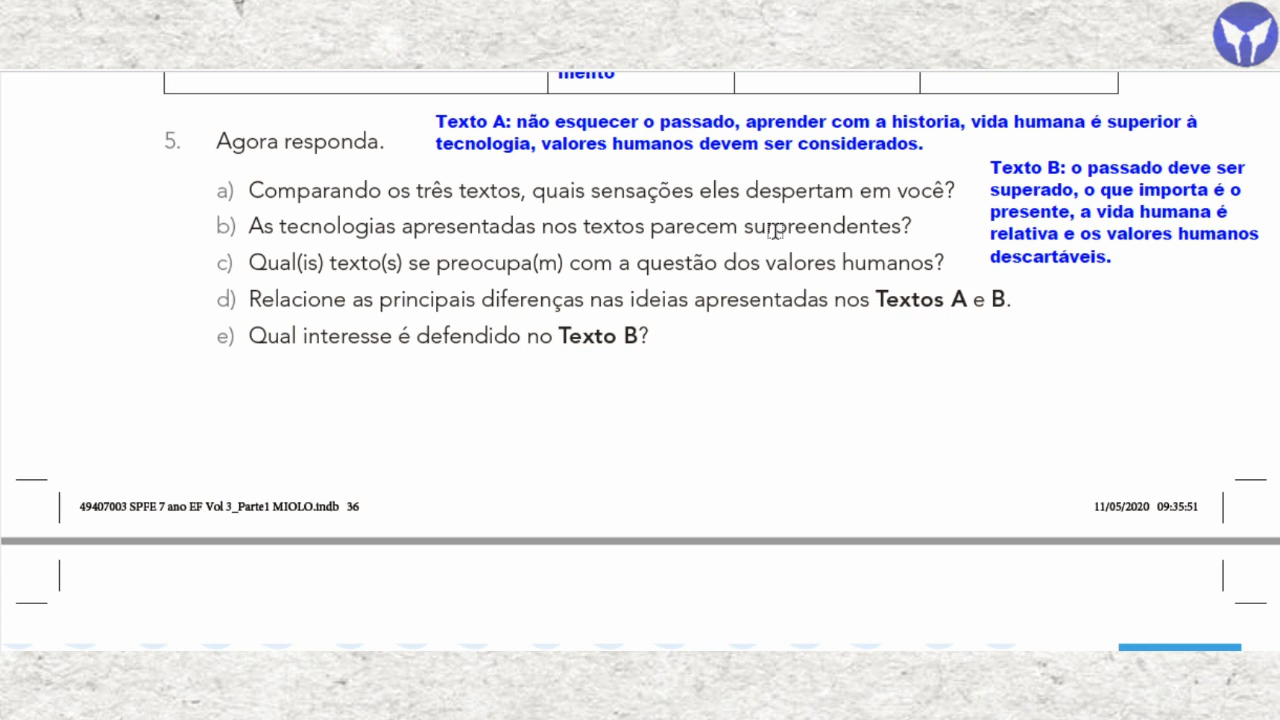 mento
Texto A: não esquecer o passado, aprender com a historia, vida humana é superior à
tecnologia, valores humanos devem ser considerados.
5. Agora responda.
Texto B: o passado deve ser
superado, o que importa é o
presente, a vida humana é
relativa e os valores humanos
descartáveis.
a) Comparando os três textos, quais sensações eles despertam em você?
b) As tecnologias apresentadas nos textos parecem surpreendentes?
c) Qual(is) texto(s) se preocupa(m) com a questão dos valores humanos?
d) Relacione as principais diferenças nas ideias apresentadas nos Textos A e B.
e) Qual interesse é defendido no Texto B?
49407003 SPFE 7 ano EF Vol 3_Parte1 MIOLO.indb 36
11/05/2020 09:35:51